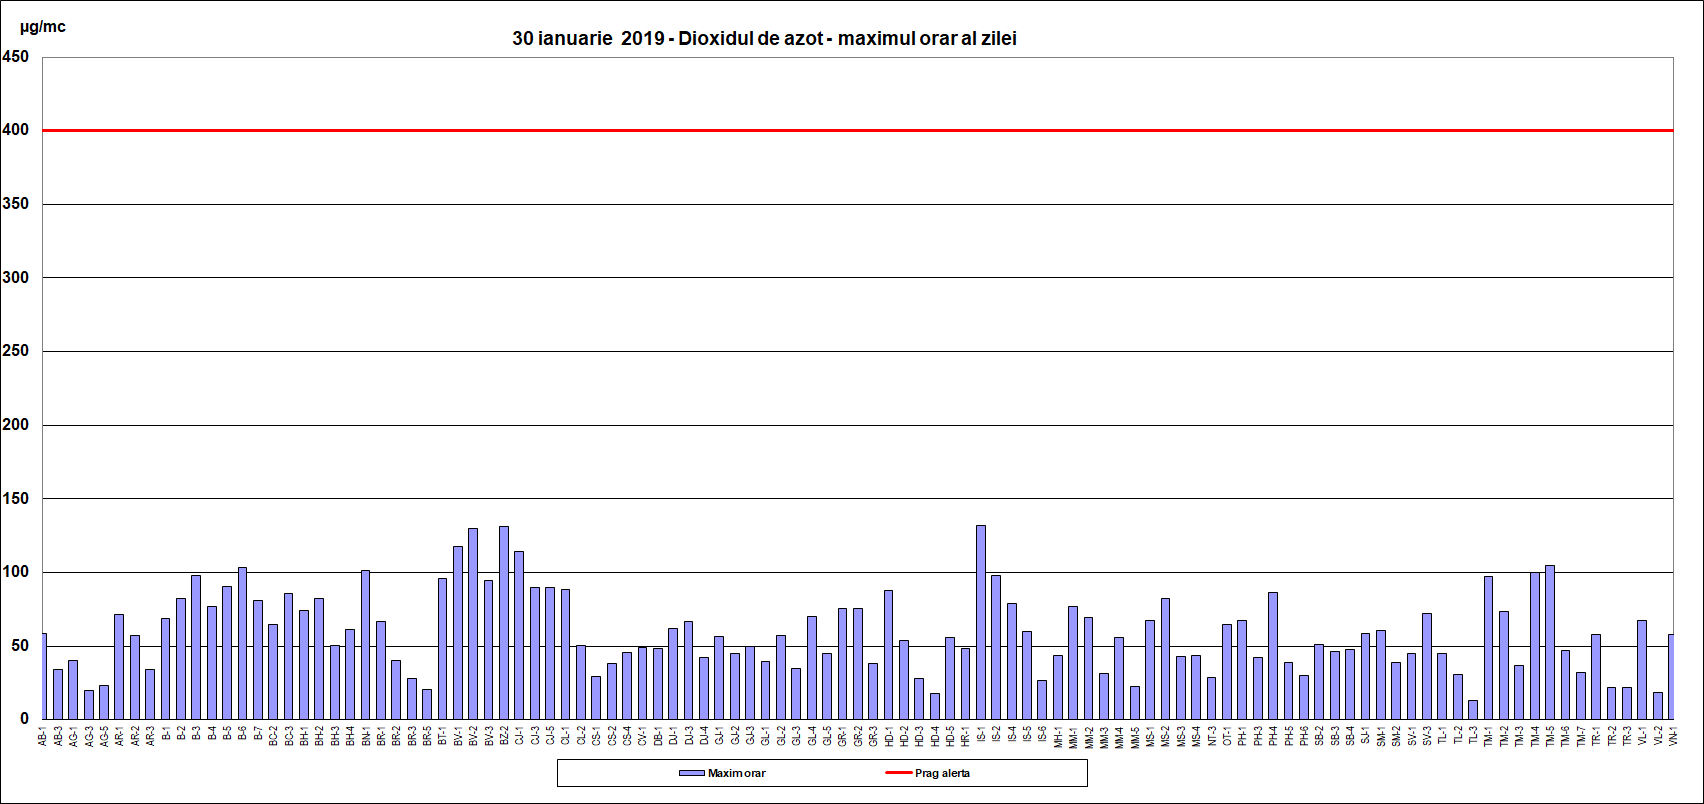 µg/mc
30 ianuarie 2019 - Dioxidul de azot - maximul orar al zilei
450
400
350
300
250
200
150
100
50
0
AB-1 AB-3 AG-1 AG-3 AG-5 AR-1 AR-2 AR-3 B-1 B-2 B-3 B-4 B-5 B-6 B-7 BC-2 BC-3 BH-1 BH-2 BH-3 BH-4 BN-1 BR-1 BR-2 BR-3 BR-5 BT-1 BV-1 BV-2 BV-3 BZ-2 CJ-1 CJ-3 CJ-5 CL-1 CL-2 CS-1 CS-2 CS-4 CV-1 DB-1 DJ-1 DJ-3 DJ-4 GJ-1 GJ-2 GJ-3 GL-1 GL-2 GL-3 GL-4 GL-5 GR-1 GR-2 GR-3 HD-1 HD-2 HD-3 HD-4 HD-5 HR-1 IS-1 IS-2 IS-4 IS-5 IS-6 MH-1 MM-1 MM-2 MM-3 MM-4 MM-5 MS-1 MS-2 MS-3 MS-4 NT-3 OT-1 PH-1 PH-3 PH-4 PH-5 PH-6 SB-2 SB-3 SB-4 SJ-1 SM-1 SM-2 SV-1 SV-3 TL-1 TL-2 TL-3 TM-1 TM-2 TM-3 TM-4 TM-5 TM-6 TM-7 TR-1 TR-2 TR-3 VL-1 VL-2 VN-1
Maxim orar Prag alerta